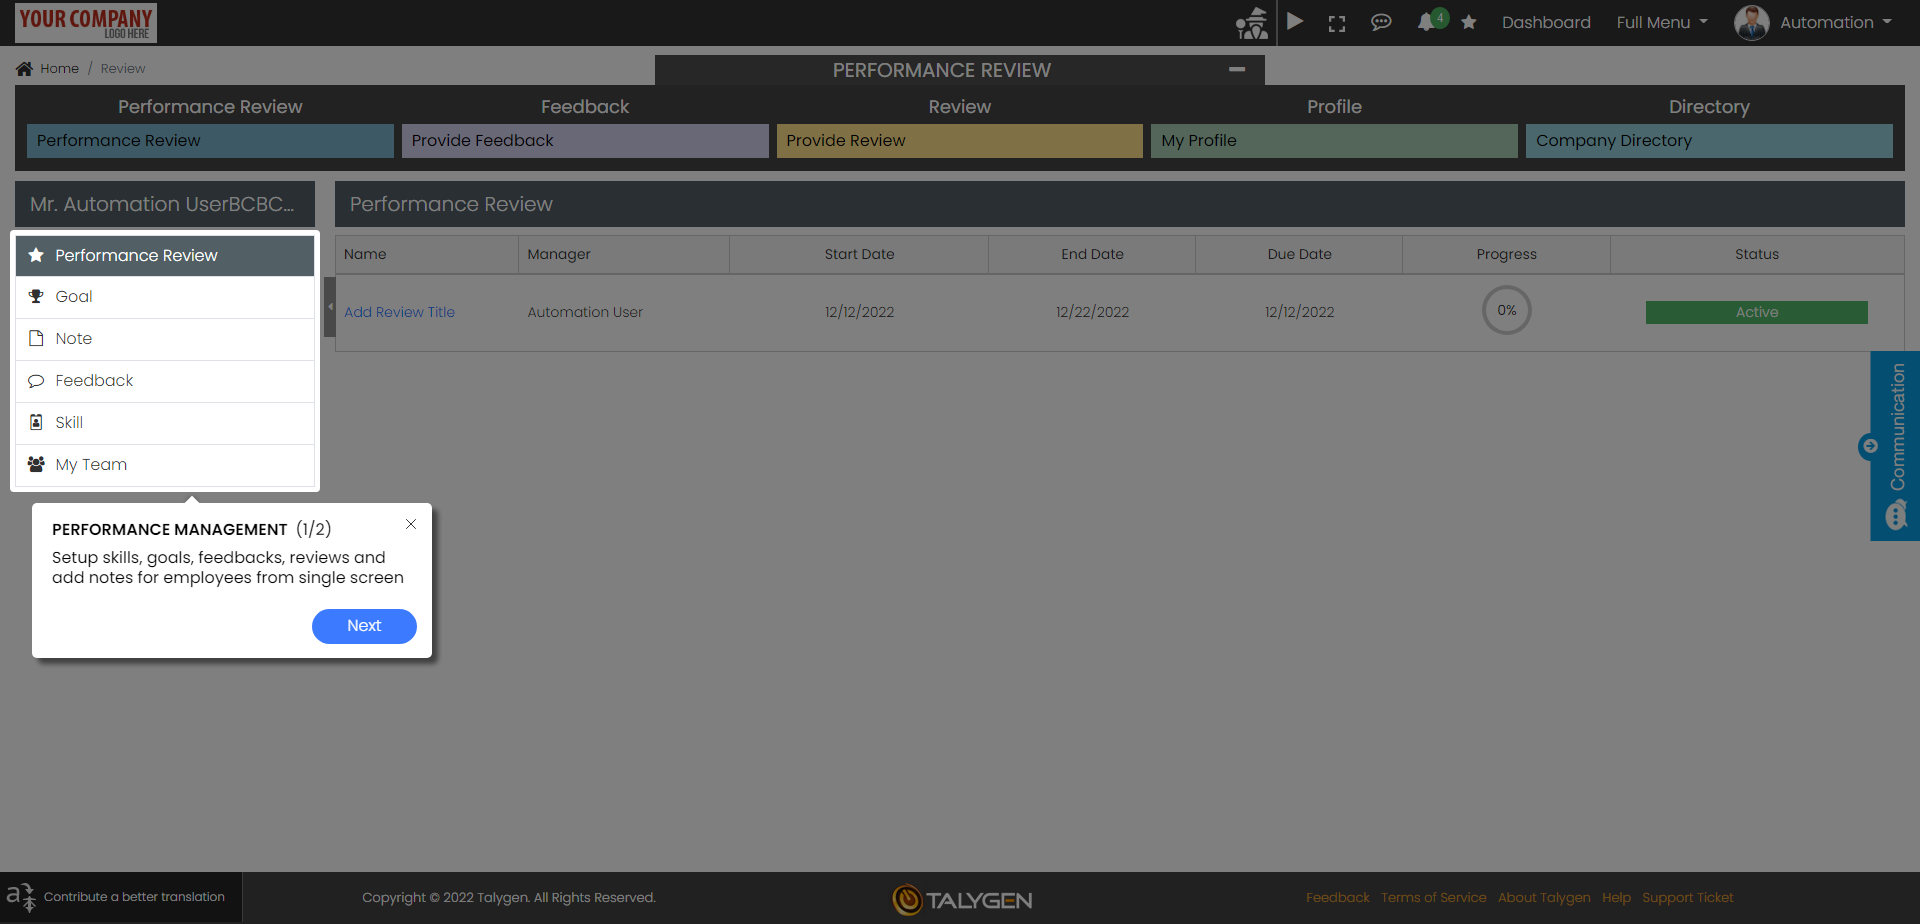 YOUR COMPANY
LOGO HERE
4
Dashboard
Full Menu
Automation
Home / Review
PERFORMANCE REVIEW
Performance Review
Feedback
Review
Profile
Directory
Performance Review
Provide Feedback
Provide Review
My Profile
Company Directory
Mr. Automation UserBCBC...
Performance Review
Performance Review
Goal
Note
Feedback
Skill
My Team
Name
Manager
Start Date
End Date
Due Date
Progress
Status
Add Review Title
Automation User
12/12/2022
12/22/2022
12/12/2022
0%
Active
Communication
PERFORMANCE MANAGEMENT (1/2)
Setup skills, goals, feedbacks, reviews and
add notes for employees from single screen
Next
Contribute a better translation
Copyright © 2022 Talygen. All Rights Reserved.
TALYGEN
Feedback
Terms of Service
About Talygen
Help
Support Ticket